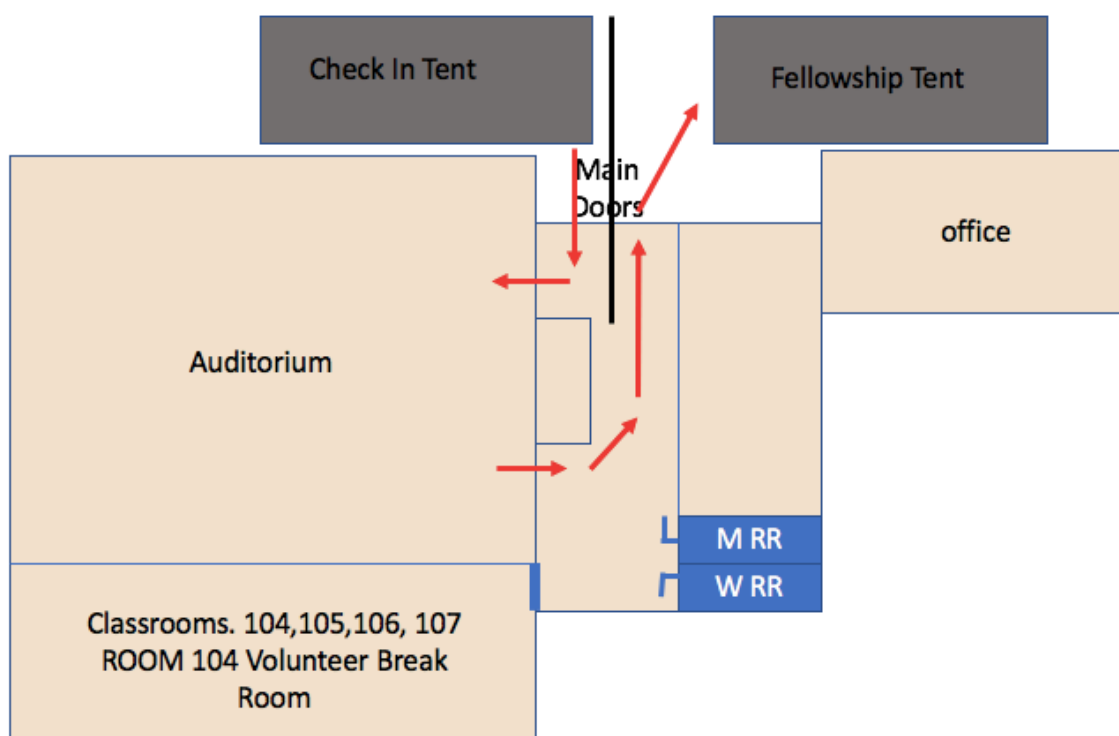 Check In Tent
Fellowship Tent
Main
Doors
office
Auditorium
M RR
W RR
Classrooms. 104,105,106, 107
ROOM 104 Volunteer Break
Room